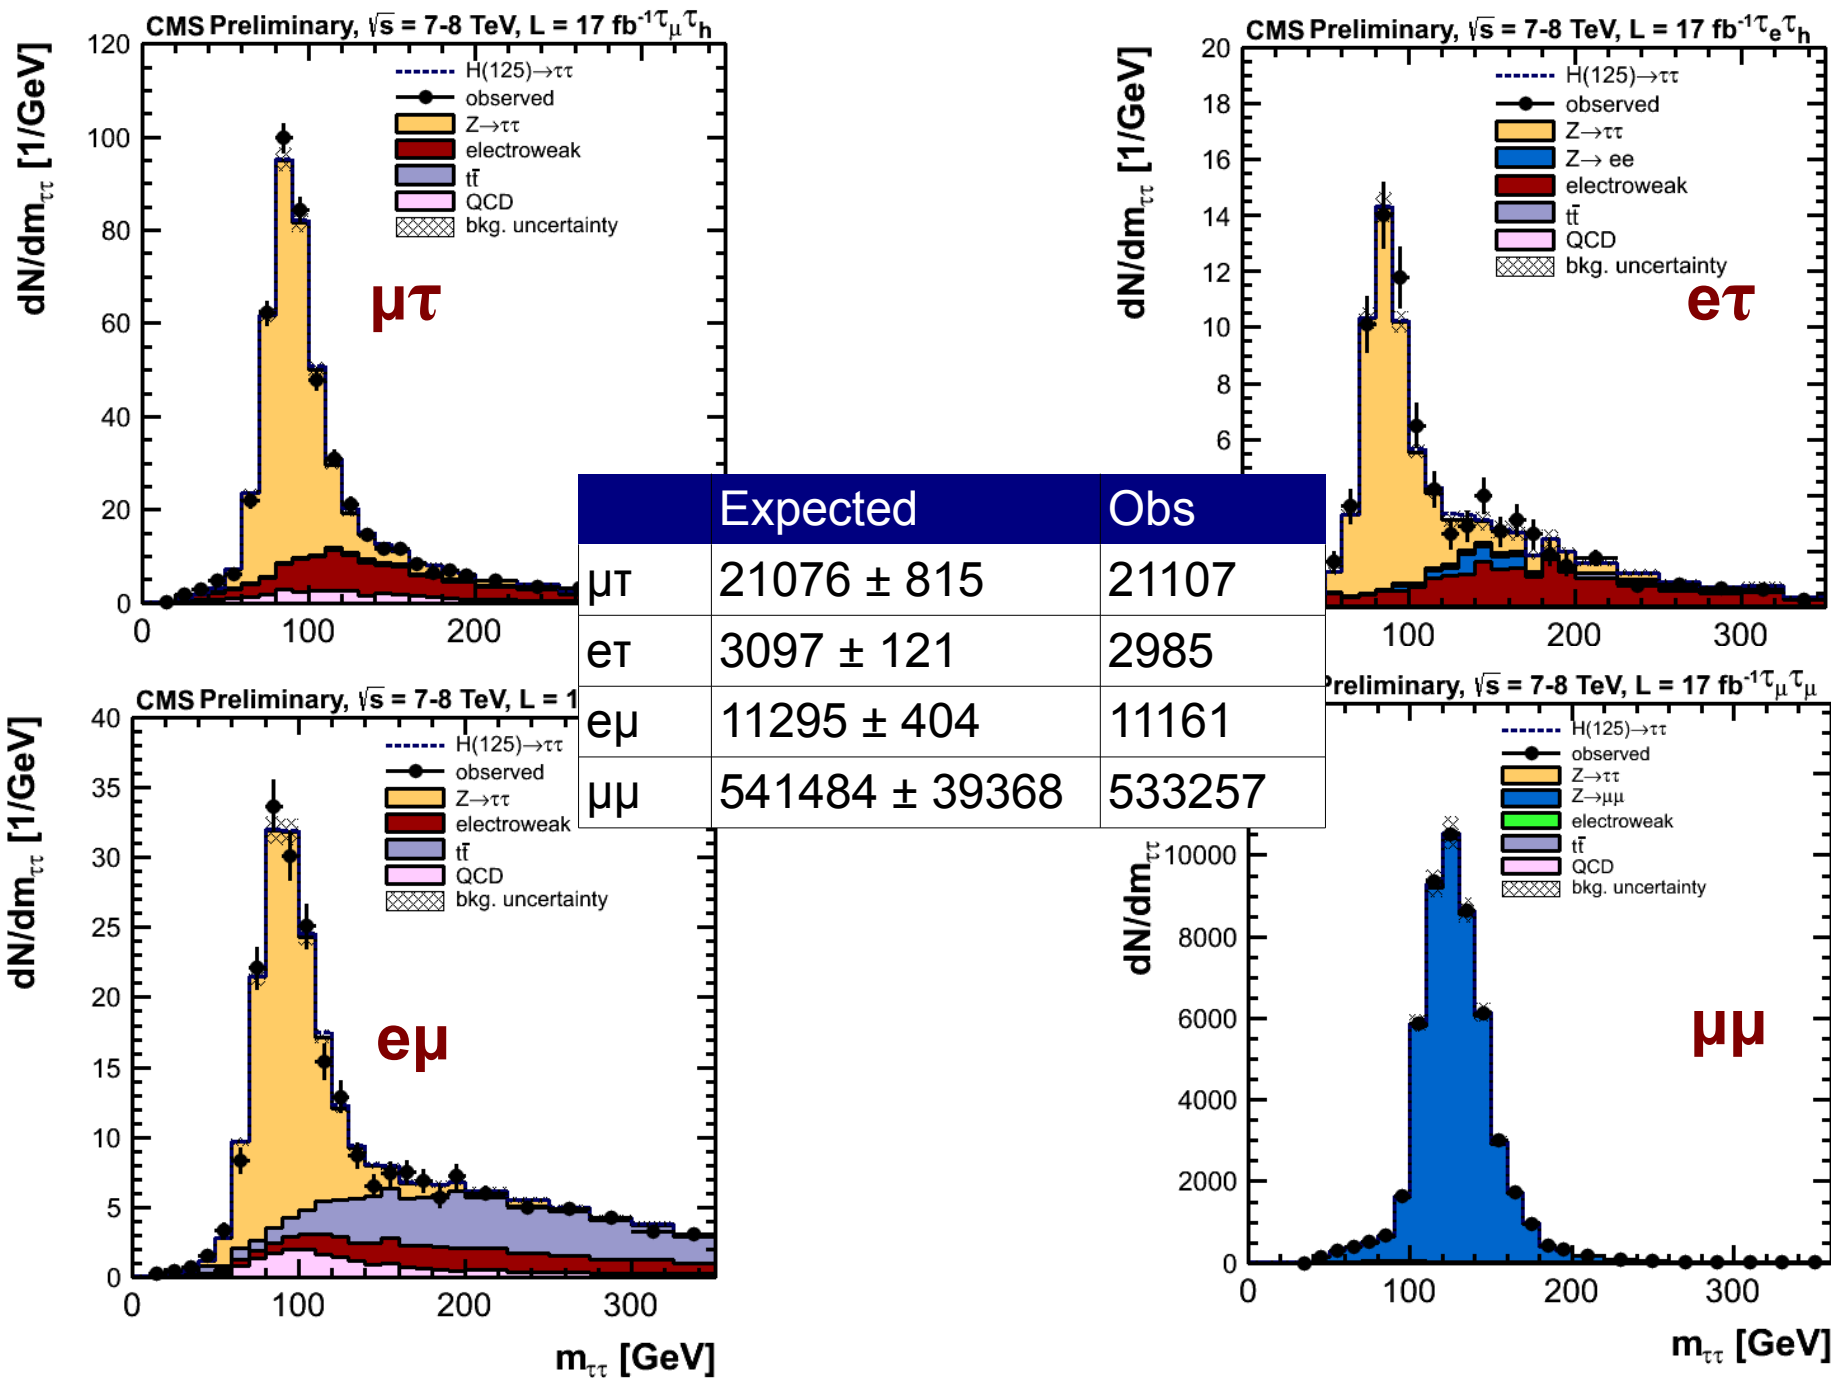 CMS Preliminary, √s = 7-8 TeV, L = 17 fb⁻¹ τμτh
dN/dmττ [1/GeV]
120
100
80
60
40
20
0
0 100 200
H(125)→ττ
observed
Z→ττ
electroweak
tt̄
QCD
bkg. uncertainty
μτ
CMS Preliminary, √s = 7-8 TeV, L = 17 fb⁻¹ τeτh
dN/dmττ [1/GeV]
20
18
16
14
12
10
8
6
100 200 300
H(125)→ττ
observed
Z→ττ
Z→ ee
electroweak
tt̄
QCD
bkg. uncertainty
eτ
Expected Obs
μτ 21076 ± 815 21107
eτ 3097 ± 121 2985
eμ 11295 ± 404 11161
μμ 541484 ± 39368 533257
CMS Preliminary, √s = 7-8 TeV, L = 1
dN/dmττ [1/GeV]
40
35
30
25
20
15
10
5
0
0 100 200 300
mττ [GeV]
H(125)→ττ
observed
Z→ττ
electroweak
tt̄
QCD
bkg. uncertainty
eμ
Preliminary, √s = 7-8 TeV, L = 17 fb⁻¹ τμτμ
dN/dmττ
10000
8000
6000
4000
2000
0
0 100 200 300
mττ [GeV]
H(125)→ττ
observed
Z→ττ
Z→μμ
electroweak
tt̄
QCD
bkg. uncertainty
μμ